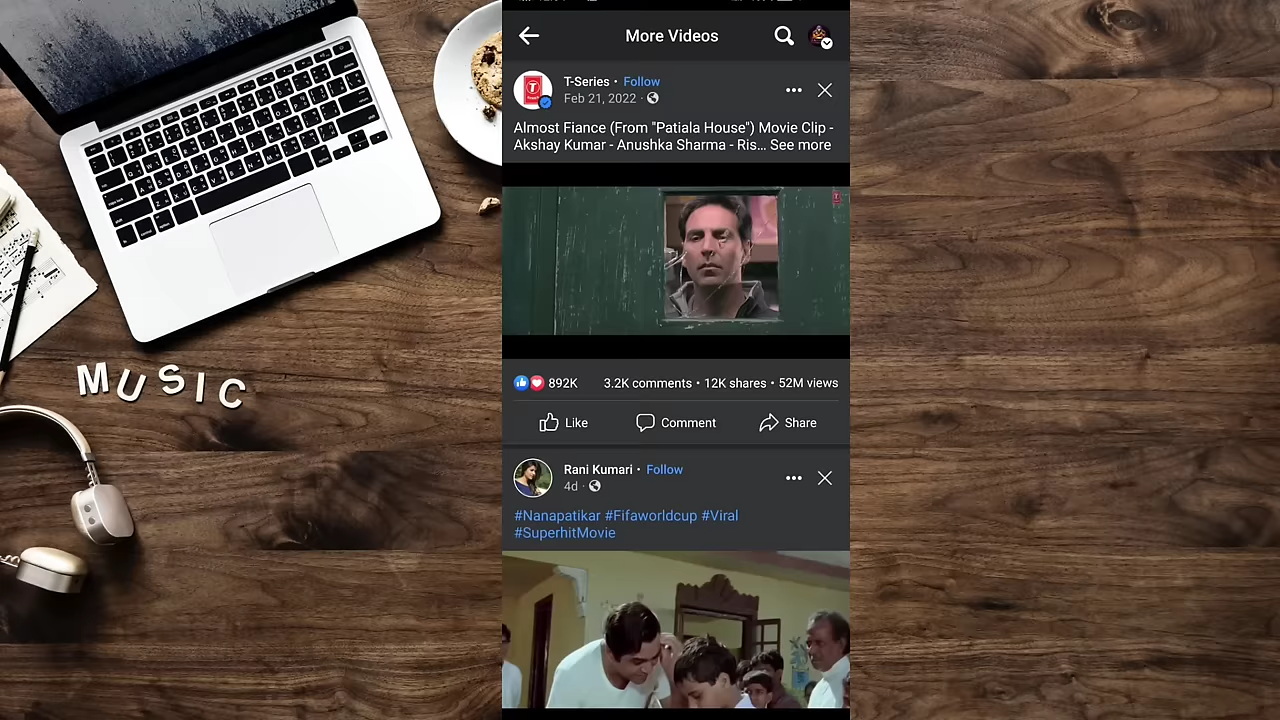 More Videos
T-Series • Follow
Feb 21, 2022 •
Almost Fiance (From "Patiala House") Movie Clip -
Akshay Kumar - Anushka Sharma - Ris... See more
892K 3.2K comments • 12K shares • 52M views
Like Comment Share
Rani Kumari • Follow
4d •
#Nanapatikar #Fifaworldcup #Viral
#SuperhitMovie
MUSIC